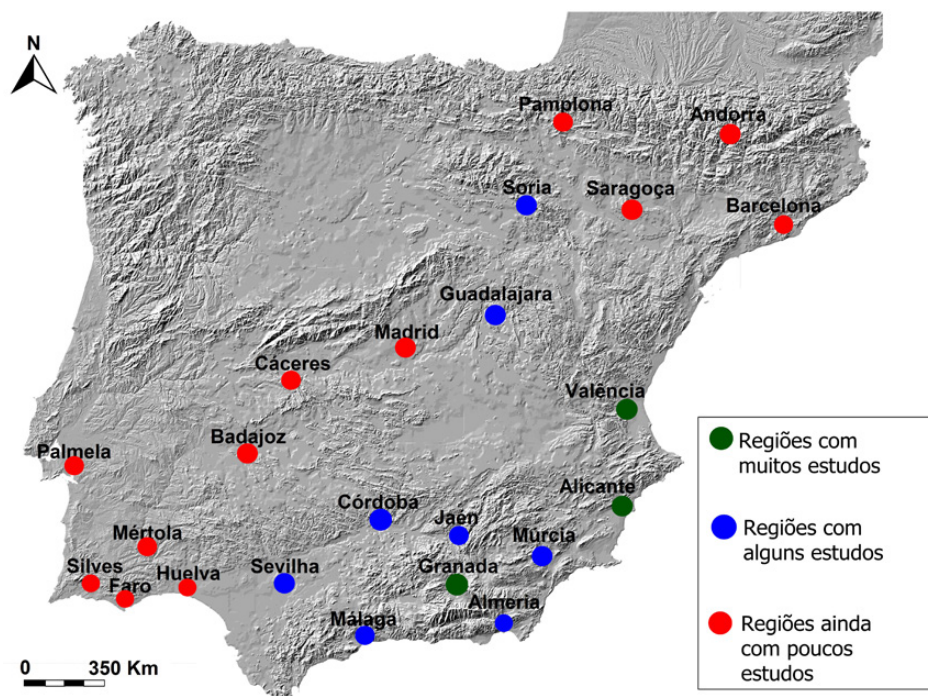 N
Pamplona
Andorra
Soria
Saragoça
Barcelona
Guadalajara
Madrid
Cáceres
Valência
Badajoz
Palmela
Alicante
Córdoba
Jaén
Múrcia
Mértola
Silves
Faro
Huelva
Sevilha
Granada
Almería
Málaga
0 350 Km
Regiões com
muitos estudos
Regiões com
alguns estudos
Regiões ainda
com poucos
estudos